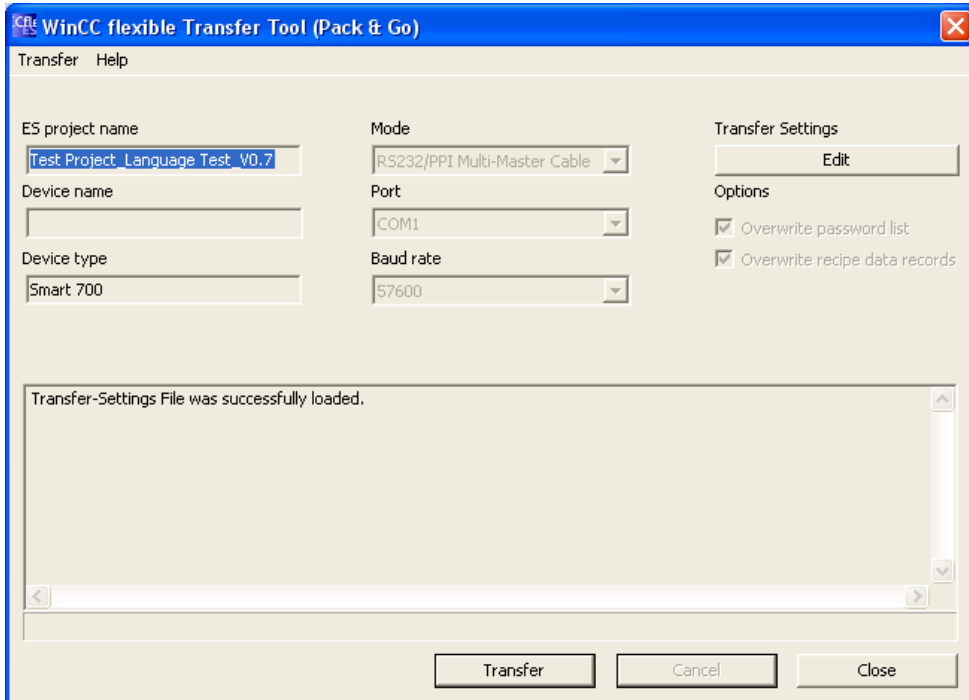 WinCC flexible Transfer Tool (Pack & Go)
Transfer Help
ES project name
Test Project_Language Test_V0.7
Device name
Device type
Smart 700
Mode
RS232/PPI Multi-Master Cable
Port
COM1
Baud rate
57600
Transfer Settings
Edit
Options
Overwrite password list
Overwrite recipe data records
Transfer-Settings File was successfully loaded.
Transfer Cancel Close